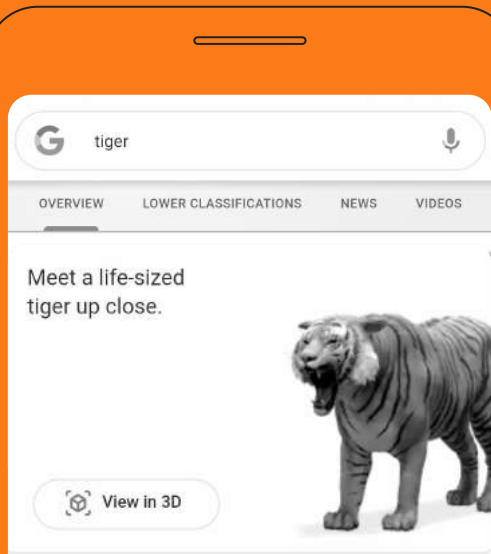 tiger
OVERVIEW LOWER CLASSIFICATIONS NEWS VIDEOS
Meet a life-sized
tiger up close.
View in 3D